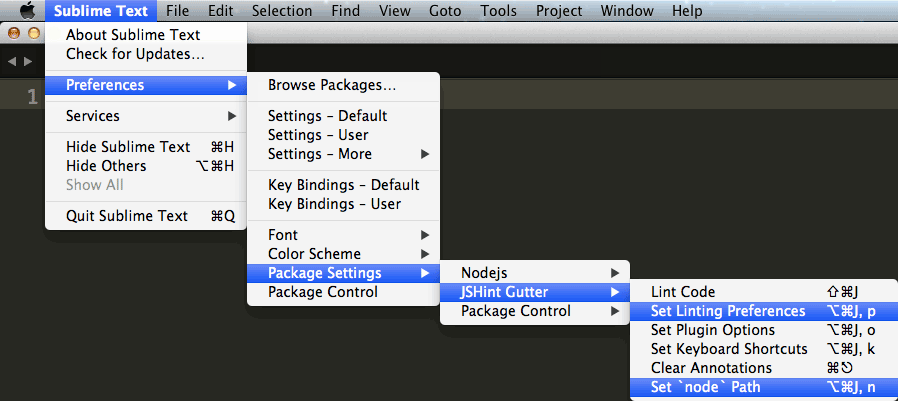 Sublime Text File Edit Selection Find View Goto Tools Project Window Help
About Sublime Text
Check for Updates...
Preferences
Services
Hide Sublime Text ⌘H
Hide Others ⌥⌘H
Show All
Quit Sublime Text ⌘Q
1
Browse Packages...
Settings – Default
Settings – User
Settings – More
Key Bindings – Default
Key Bindings – User
Font
Color Scheme
Package Settings
Package Control
Nodejs
JSHint Gutter
Package Control
Lint Code ⇧⌘J
Set Linting Preferences ⌥⌘J, p
Set Plugin Options ⌥⌘J, o
Set Keyboard Shortcuts ⌥⌘J, k
Clear Annotations ⌘⎋
Set `node` Path ⌥⌘J, n